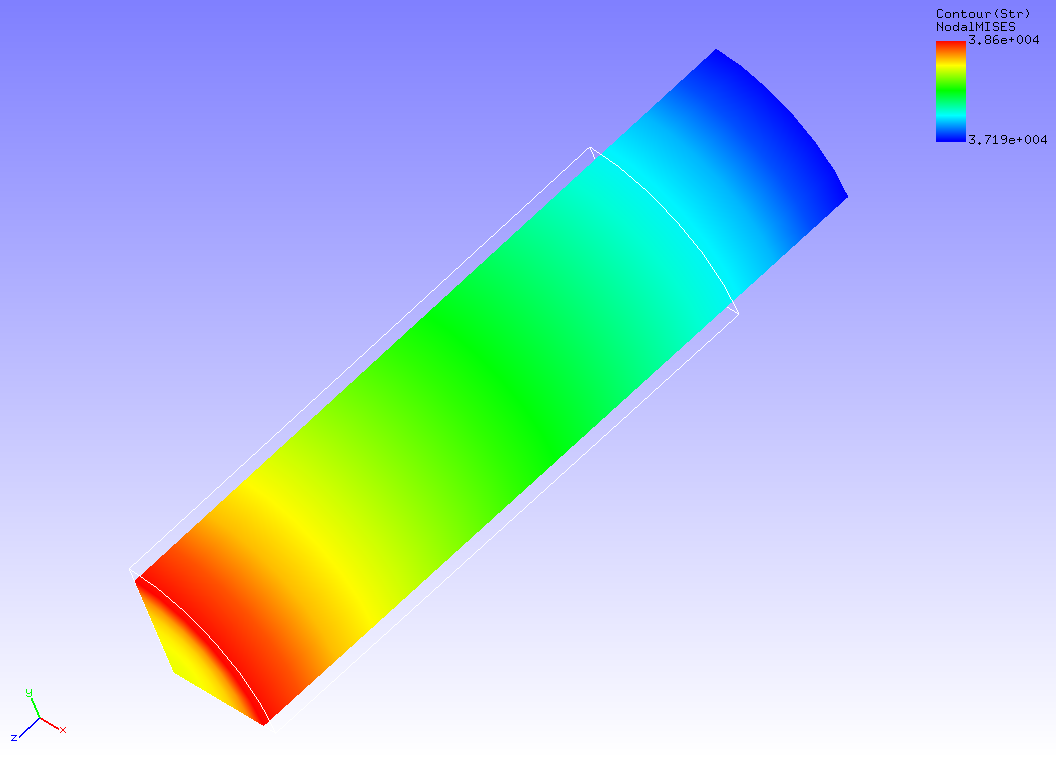 Contour(Str)
NodalMISES
3.86e+004
3.719e+004
y
x
z